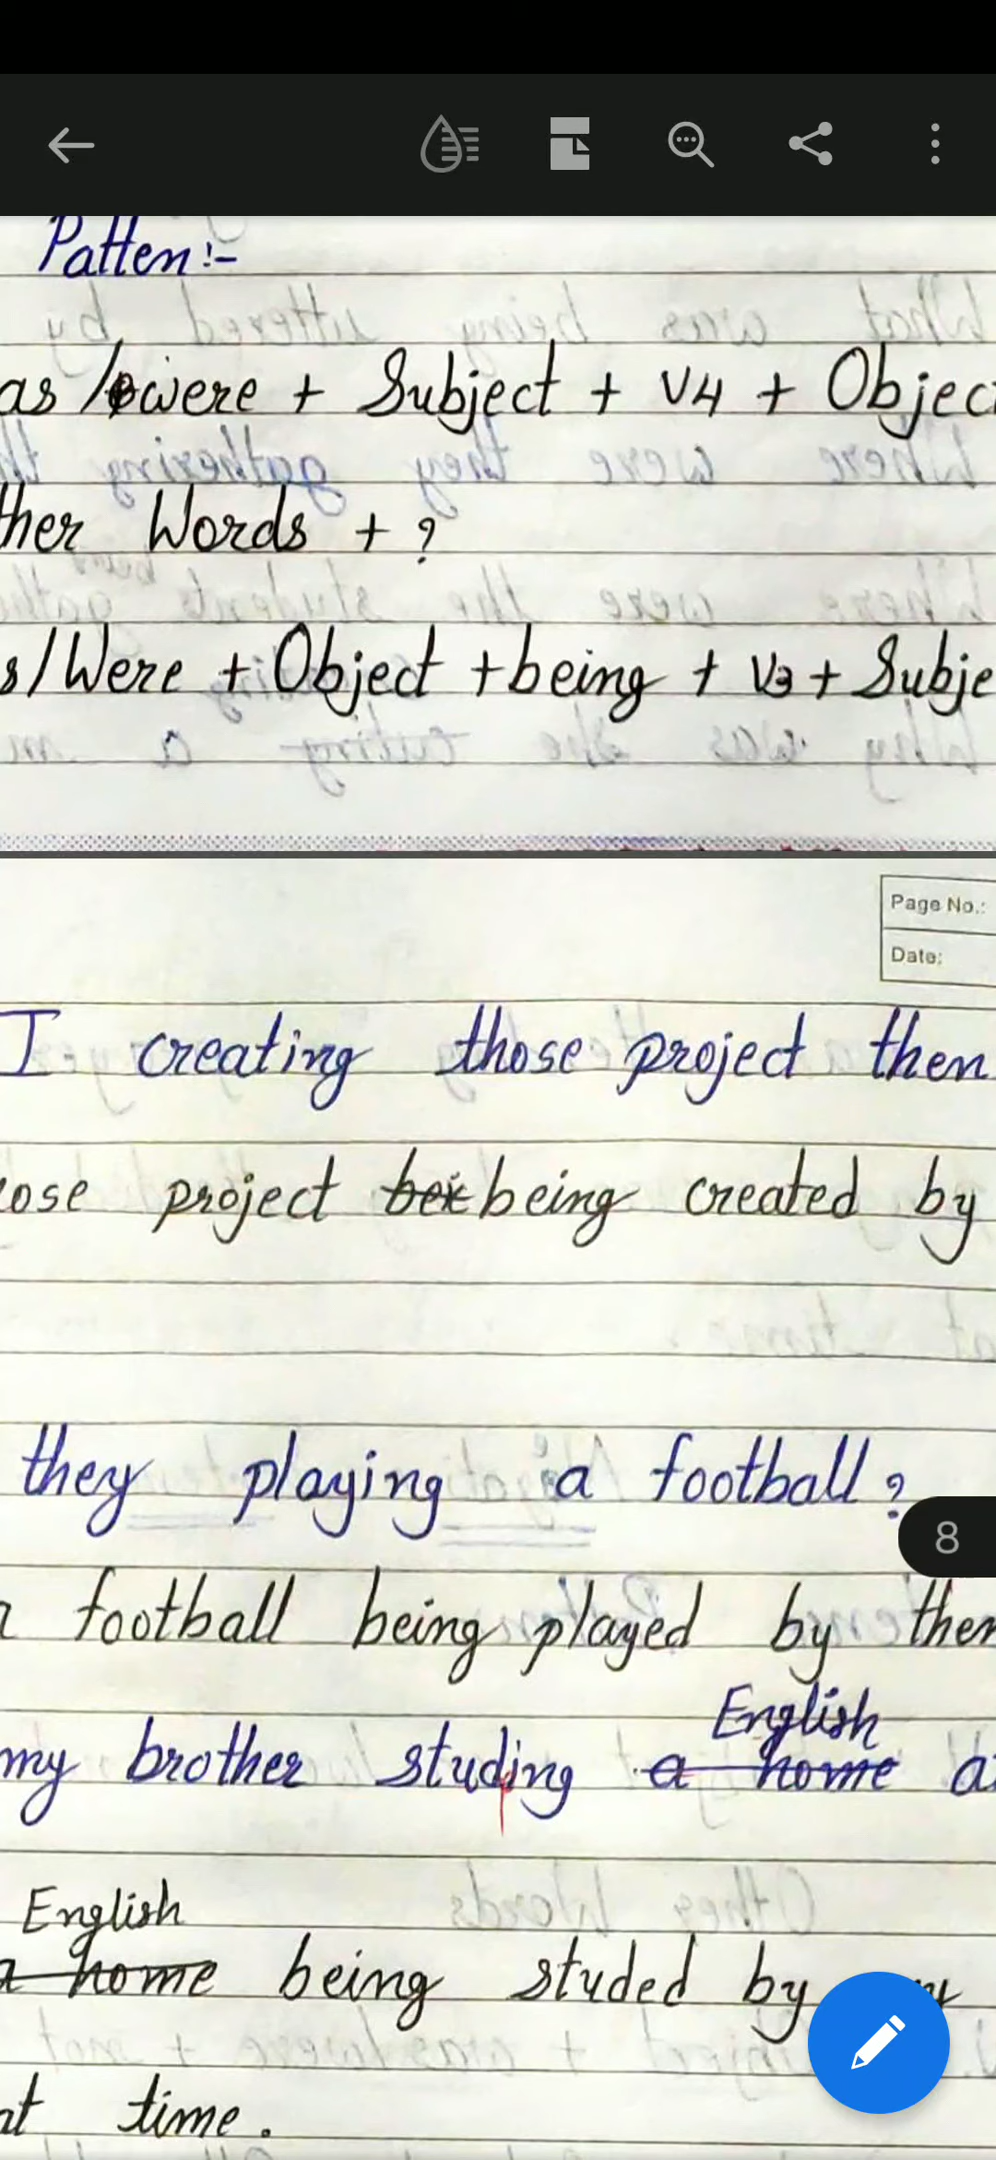 Patten :-
as / were + Subject + V4 + Objec
ther Words + ?
s/Were + Object + being + V3 + Subje
Page No.:
Date:
I creating those project then
ose project being created by
they playing a football?
8
football being played by them
English
my brother studing a home a
English
a home being studed by
at time.